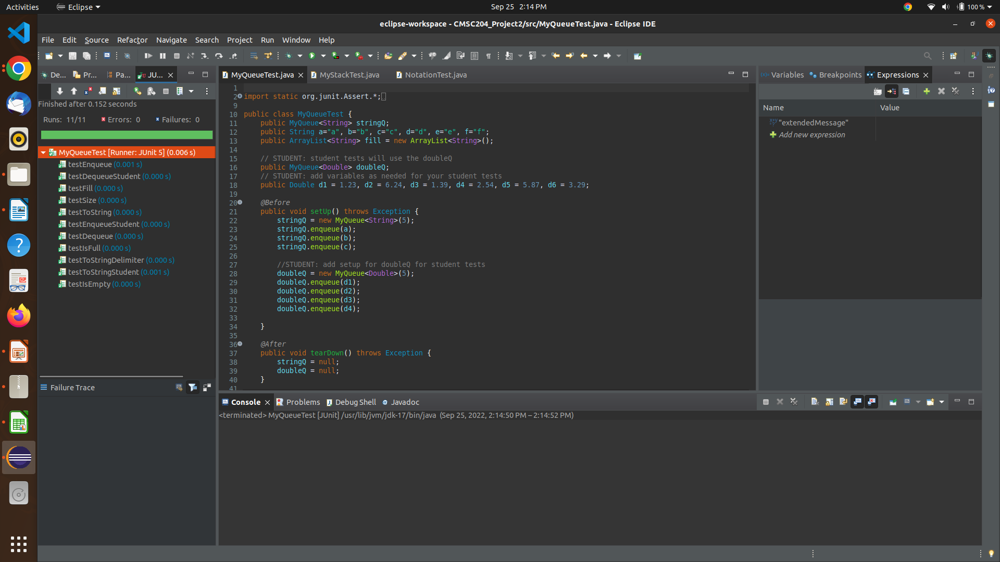 Activities Eclipse Sep 25 2:14 PM 100 %
eclipse-workspace - CMSC204_Project2/src/MyQueueTest.java - Eclipse IDE
File Edit Source Refactor Navigate Search Project Run Window Help
De... Pr... Pa... JU...
Finished after 0.152 seconds
Runs: 11/11 Errors: 0 Failures: 0
MyQueueTest [Runner: JUnit 5] (0.006 s)
testEnqueue (0.001 s)
testDequeueStudent (0.000 s)
testFill (0.000 s)
testSize (0.000 s)
testToString (0.000 s)
testEnqueueStudent (0.000 s)
testDequeue (0.000 s)
testIsFull (0.000 s)
testToStringDelimiter (0.000 s)
testToStringStudent (0.001 s)
testIsEmpty (0.000 s)
Failure Trace
MyQueueTest.java MyStackTest.java NotationTest.java
1
2 import static org.junit.Assert.*;
9
10 public class MyQueueTest {
11 public MyQueue<String> stringQ;
12 public String a="a", b="b", c="c", d="d", e="e", f="f";
13 public ArrayList<String> fill = new ArrayList<String>();
14
15 // STUDENT: student tests will use the doubleQ
16 public MyQueue<Double> doubleQ;
17 // STUDENT: add variables as needed for your student tests
18 public Double d1 = 1.23, d2 = 6.24, d3 = 1.39, d4 = 2.54, d5 = 5.87, d6 = 3.29;
19
20 @Before
21 public void setUp() throws Exception {
22 stringQ = new MyQueue<String>(5);
23 stringQ.enqueue(a);
24 stringQ.enqueue(b);
25 stringQ.enqueue(c);
26
27 //STUDENT: add setup for doubleQ for student tests
28 doubleQ = new MyQueue<Double>(5);
29 doubleQ.enqueue(d1);
30 doubleQ.enqueue(d2);
31 doubleQ.enqueue(d3);
32 doubleQ.enqueue(d4);
33
34 }
35
36 @After
37 public void tearDown() throws Exception {
38 stringQ = null;
39 doubleQ = null;
40 }
41
Variables Breakpoints Expressions
Name Value
"extendedMessage"
Add new expression
Console Problems Debug Shell Javadoc
<terminated> MyQueueTest [JUnit] /usr/lib/jvm/jdk-17/bin/java (Sep 25, 2022, 2:14:50 PM – 2:14:52 PM)